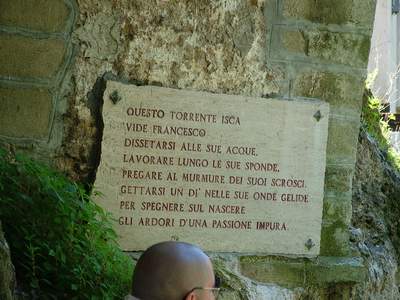 QUESTO TORRENTE ISCA
VIDE FRANCESCO
DISSETARSI ALLE SUE ACQUE,
LAVORARE LUNGO LE SUE SPONDE,
PREGARE AL MURMURE DEI SUOI SCROSCI.
GETTARSI UN DI' NELLE SUE ONDE GELIDE
PER SPEGNERE SUL NASCERE
GLI ARDORI D'UNA PASSIONE IMPURA.